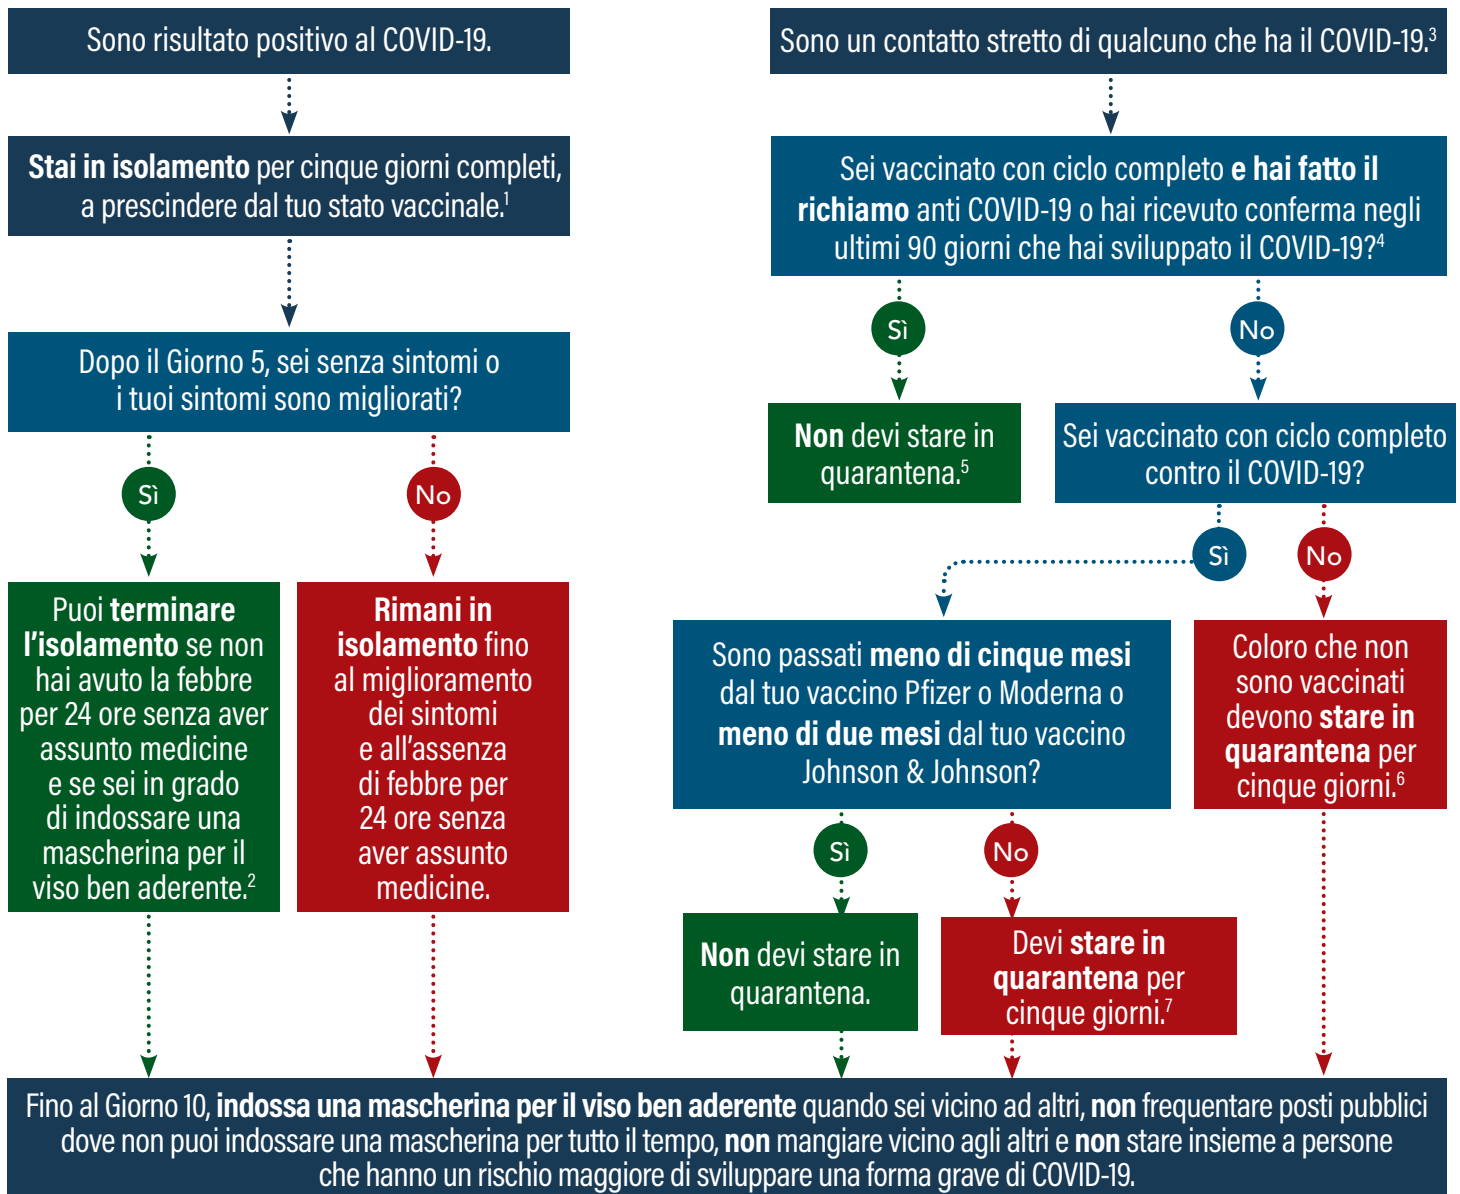 Sono risultato positivo al COVID-19.
Stai in isolamento per cinque giorni completi,
a prescindere dal tuo stato vaccinale.1
Dopo il Giorno 5, sei senza sintomi o
i tuoi sintomi sono migliorati?
Sì
No
Puoi terminare
l'isolamento se non
hai avuto la febbre
per 24 ore senza aver
assunto medicine
e se sei in grado
di indossare una
mascherina per il
viso ben aderente.2
Rimani in
isolamento fino
al miglioramento
dei sintomi
e all'assenza
di febbre per
24 ore senza
aver assunto
medicine.
Sono un contatto stretto di qualcuno che ha il COVID-19.3
Sei vaccinato con ciclo completo e hai fatto il
richiamo anti COVID-19 o hai ricevuto conferma negli
ultimi 90 giorni che hai sviluppato il COVID-19?4
Sì
No
Non devi stare in
quarantena.5
Sei vaccinato con ciclo completo
contro il COVID-19?
Sì
No
Sono passati meno di cinque mesi
dal tuo vaccino Pfizer o Moderna o
meno di due mesi dal tuo vaccino
Johnson & Johnson?
Coloro che non
sono vaccinati
devono stare in
quarantena per
cinque giorni.6
Sì
No
Non devi stare in
quarantena.
Devi stare in
quarantena per
cinque giorni.7
Fino al Giorno 10, indossa una mascherina per il viso ben aderente quando sei vicino ad altri, non frequentare posti pubblici
dove non puoi indossare una mascherina per tutto il tempo, non mangiare vicino agli altri e non stare insieme a persone
che hanno un rischio maggiore di sviluppare una forma grave di COVID-19.